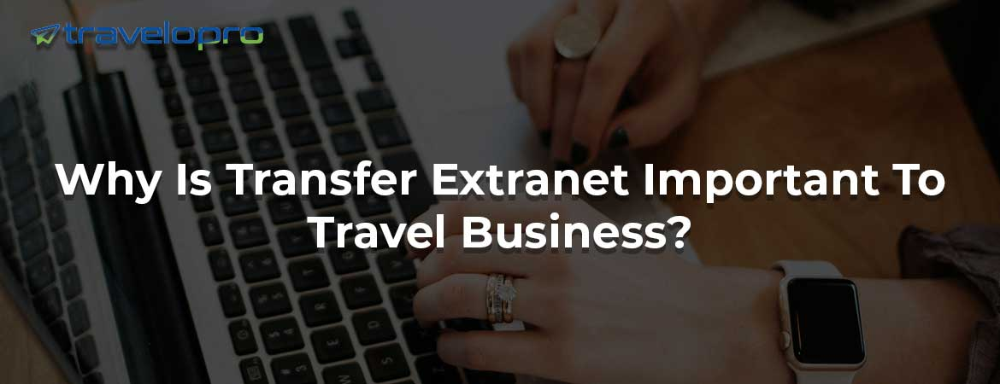 travelopro
Why Is Transfer Extranet Important To
Travel Business?